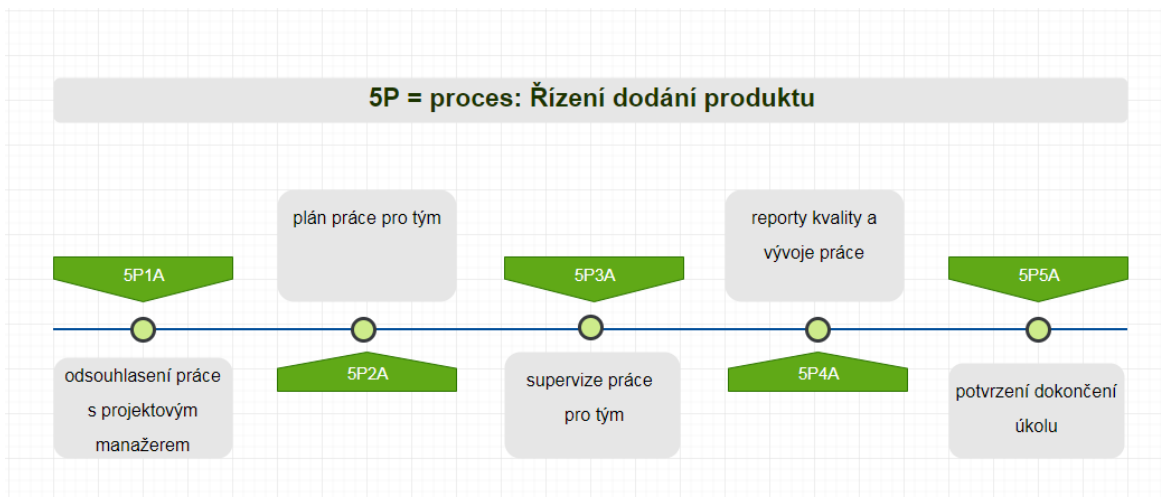 5P = proces: Řízení dodání produktu
plán práce pro tým
reporty kvality a
vývoje práce
5P1A
5P3A
5P5A
odsouhlasení práce
s projektovým
manažerem
5P2A
supervize práce
pro tým
5P4A
potvrzení dokončení
úkolu